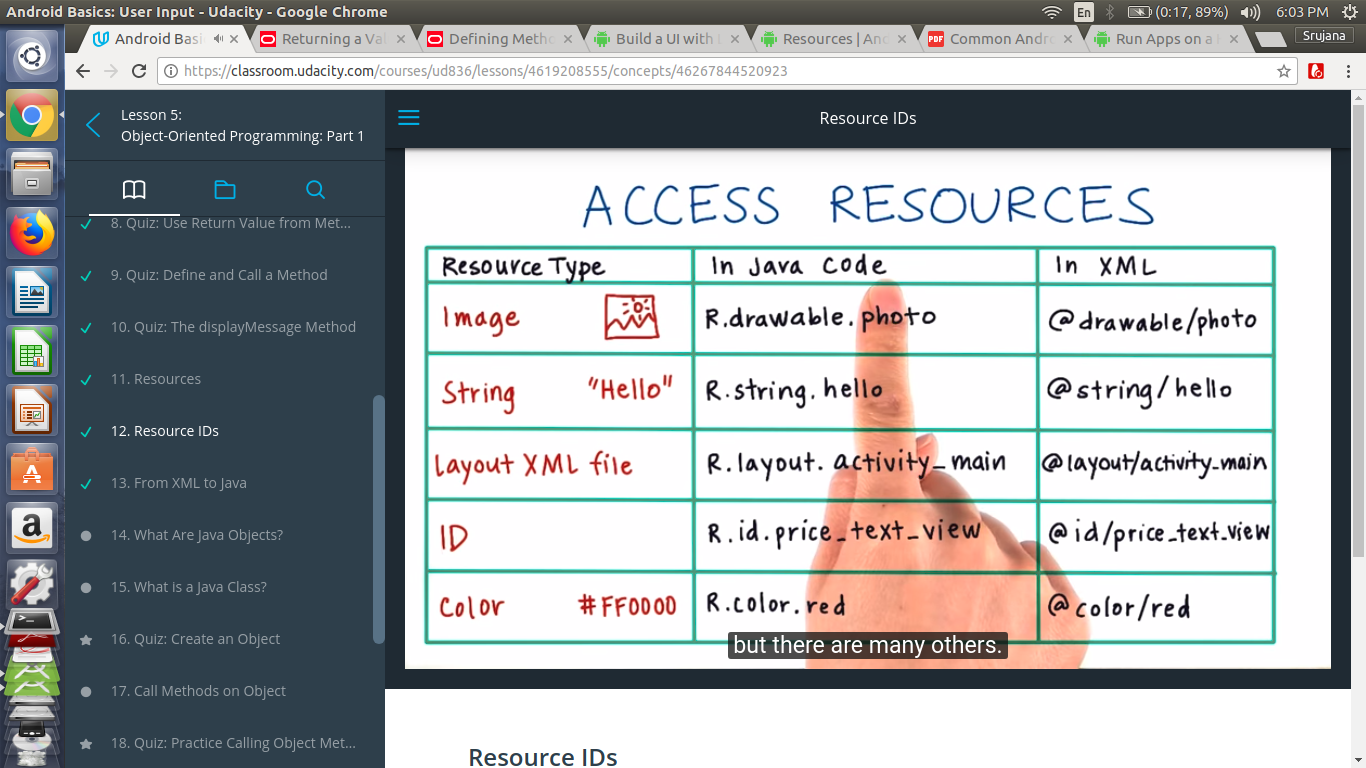 Android Basics: User Input - Udacity - Google Chrome
En
(0:17, 89%)
6:03 PM
Android Basi
Returning a Va
Defining Metho
Build a UI with
Resources | An
PDF
Common Andr
Run Apps on a
Srujana
https://classroom.udacity.com/courses/ud836/lessons/4619208555/concepts/46267844520923
Lesson 5:
Object-Oriented Programming: Part 1
8. Quiz: Use Return Value from Met...
9. Quiz: Define and Call a Method
10. Quiz: The displayMessage Method
11. Resources
12. Resource IDs
13. From XML to Java
14. What Are Java Objects?
15. What is a Java Class?
16. Quiz: Create an Object
17. Call Methods on Object
18. Quiz: Practice Calling Object Met...
Resource IDs
ACCESS RESOURCES
Resource Type In Java Code In XML
Image R.drawable.photo @drawable/photo
String "Hello" R.string.hello @string/hello
Layout XML file R.layout.activity_main @layout/activity_main
ID R.id.price_text_view @id/price_text_view
Color #FF0000 R.color.red @color/red
but there are many others.
Resource IDs